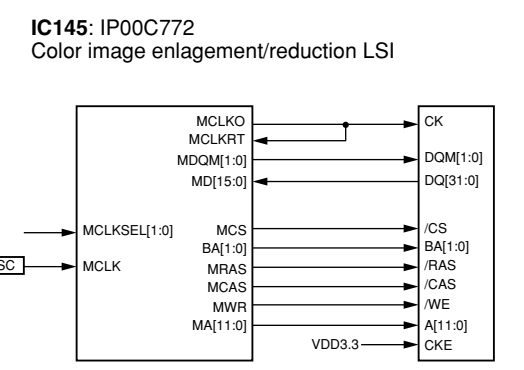 IC145: IP00C772
Color image enlagement/reduction LSI
MCLKO CK
MCLKRT
MDQM[1:0] DQM[1:0]
MD[15:0] DQ[31:0]
MCLKSEL[1:0] MCS /CS
BA[1:0] BA[1:0]
SC MCLK MRAS /RAS
MCAS /CAS
MWR /WE
MA[11:0] A[11:0]
VDD3.3 CKE